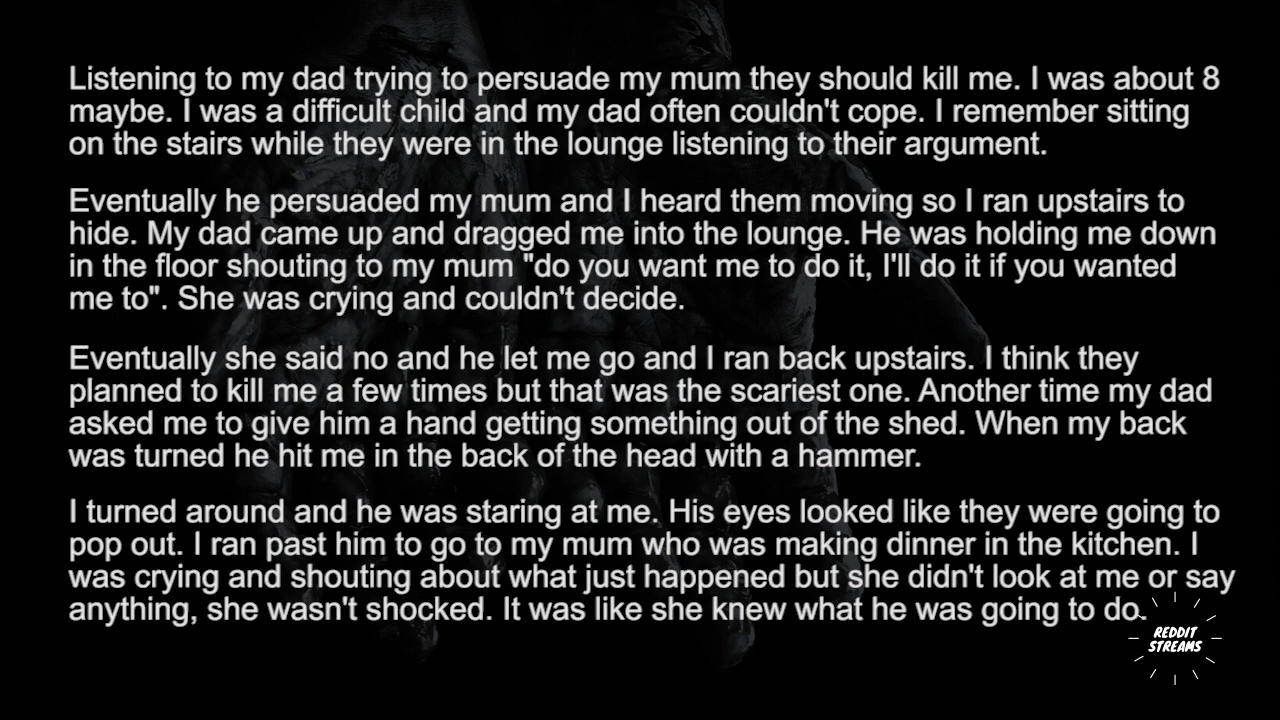 Listening to my dad trying to persuade my mum they should kill me. I was about 8
maybe. I was a difficult child and my dad often couldn't cope. I remember sitting
on the stairs while they were in the lounge listening to their argument.
Eventually he persuaded my mum and I heard them moving so I ran upstairs to
hide. My dad came up and dragged me into the lounge. He was holding me down
in the floor shouting to my mum "do you want me to do it, I'll do it if you wanted
me to". She was crying and couldn't decide.
Eventually she said no and he let me go and I ran back upstairs. I think they
planned to kill me a few times but that was the scariest one. Another time my dad
asked me to give him a hand getting something out of the shed. When my back
was turned he hit me in the back of the head with a hammer.
I turned around and he was staring at me. His eyes looked like they were going to
pop out. I ran past him to go to my mum who was making dinner in the kitchen. I
was crying and shouting about what just happened but she didn't look at me or say
anything, she wasn't shocked. It was like she knew what he was going to do.
REDDIT
STREAMS